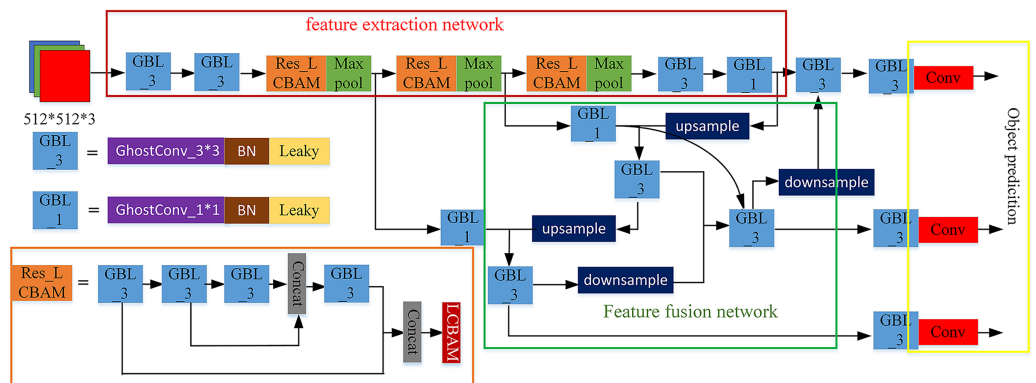 feature extraction network
GBL
_3
GBL
_3
Res_L
CBAM
Max
pool
Res_L
CBAM
Max
pool
Res_L
CBAM
Max
pool
GBL
_3
GBL
_1
GBL
_3
GBL
_3
Conv
512*512*3
GBL
_3
=
GhostConv_3*3
BN
Leaky
GBL
_1
=
GhostConv_1*1
BN
Leaky
GBL
_1
upsample
GBL
_3
downsample
GBL
_1
upsample
GBL
_3
GBL
_3
Conv
GBL
_3
downsample
Feature fusion network
GBL
_3
Conv
Object predicitiion
Res_L
CBAM
=
GBL
_3
GBL
_3
GBL
_3
Concat
GBL
_3
Concat
LCBAM